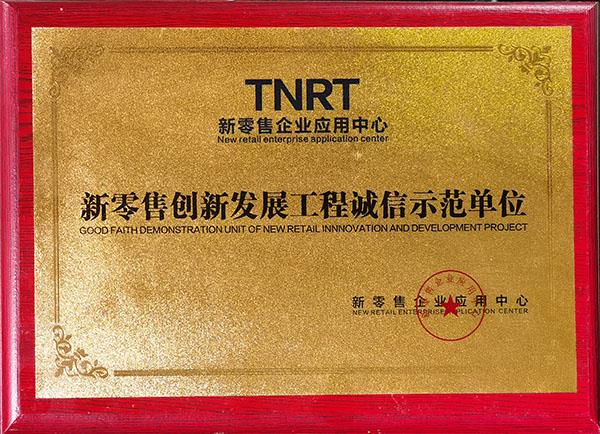 TNRT
新零售企业应用中心
New retail enterprise application center
新零售创新发展工程诚信示范单位
GOOD FAITH DEMONSTRATION UNIT OF NEW RETAIL INNNOVATION AND DEVELOPMENT PROJECT
新零售企业应用中心
NEW RETAIL ENTERPRISE APPLICATION CENTER